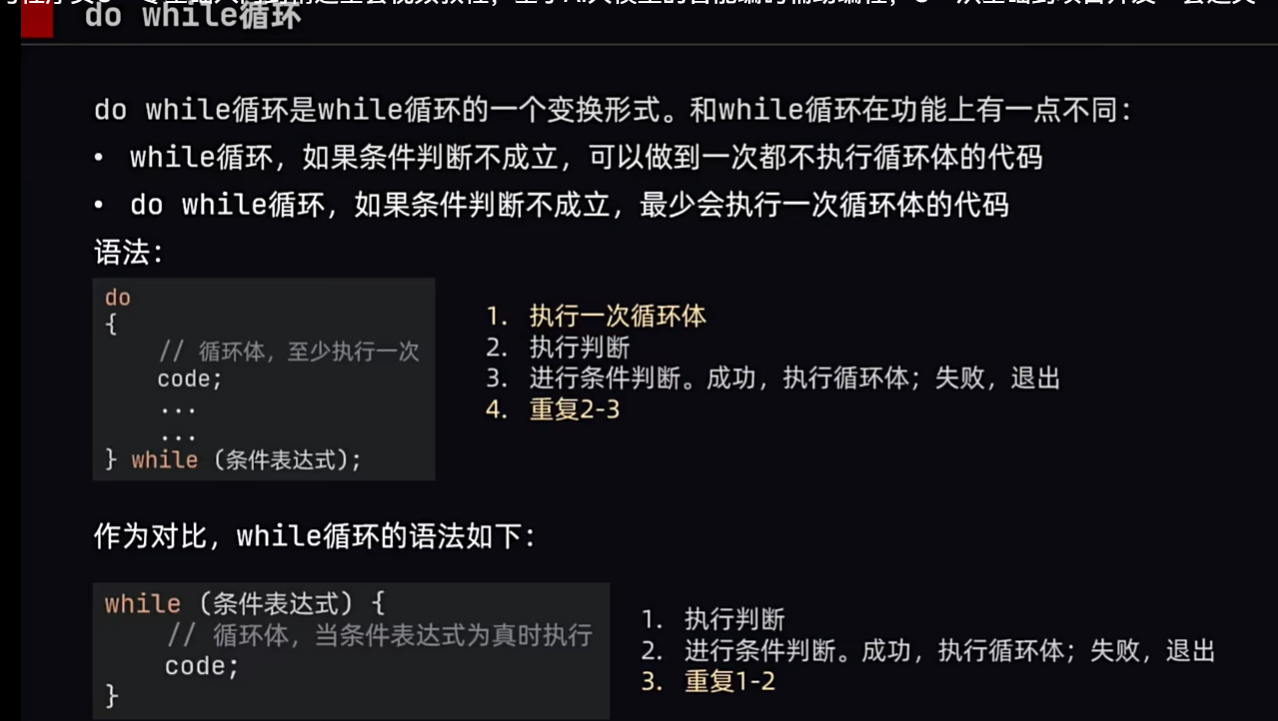 do while循环
do while循环是while循环的一个变换形式。和while循环在功能上有一点不同：
• while循环，如果条件判断不成立，可以做到一次都不执行循环体的代码
• do while循环，如果条件判断不成立，最少会执行一次循环体的代码
语法：
do
{
// 循环体，至少执行一次
code;
...
...
} while (条件表达式);
1. 执行一次循环体
2. 执行判断
3. 进行条件判断。成功，执行循环体；失败，退出
4. 重复2-3
作为对比，while循环的语法如下：
while (条件表达式) {
// 循环体，当条件表达式为真时执行
code;
}
1. 执行判断
2. 进行条件判断。成功，执行循环体；失败，退出
3. 重复1-2